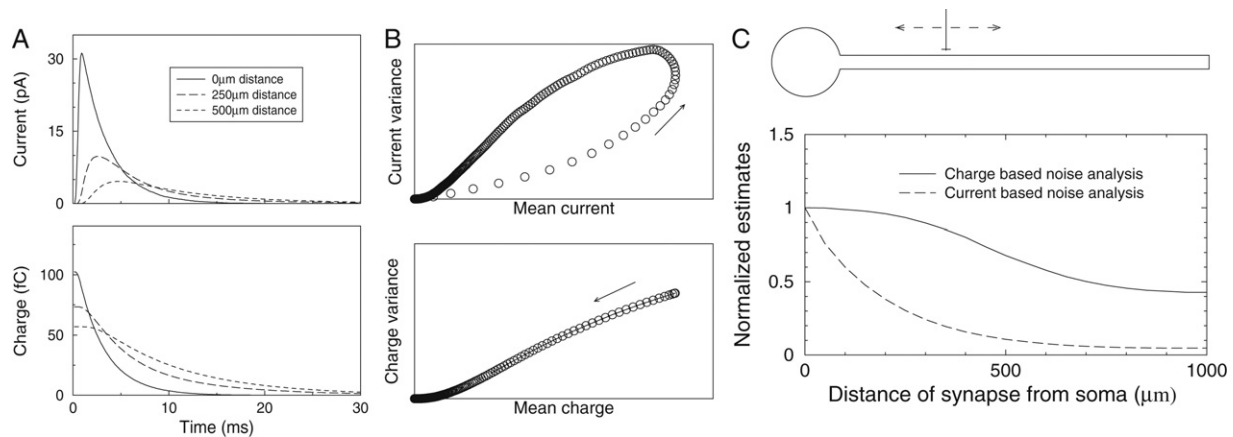 A
Current (pA)
30
15
0
0μm distance
250μm distance
500μm distance
Charge (fC)
100
50
0
0
10
20
30
Time (ms)
B
Current variance
Mean current
Charge variance
Mean charge
C
Normalized estimates
1.5
1
0.5
0
Charge based noise analysis
Current based noise analysis
0
500
1000
Distance of synapse from soma (μm)